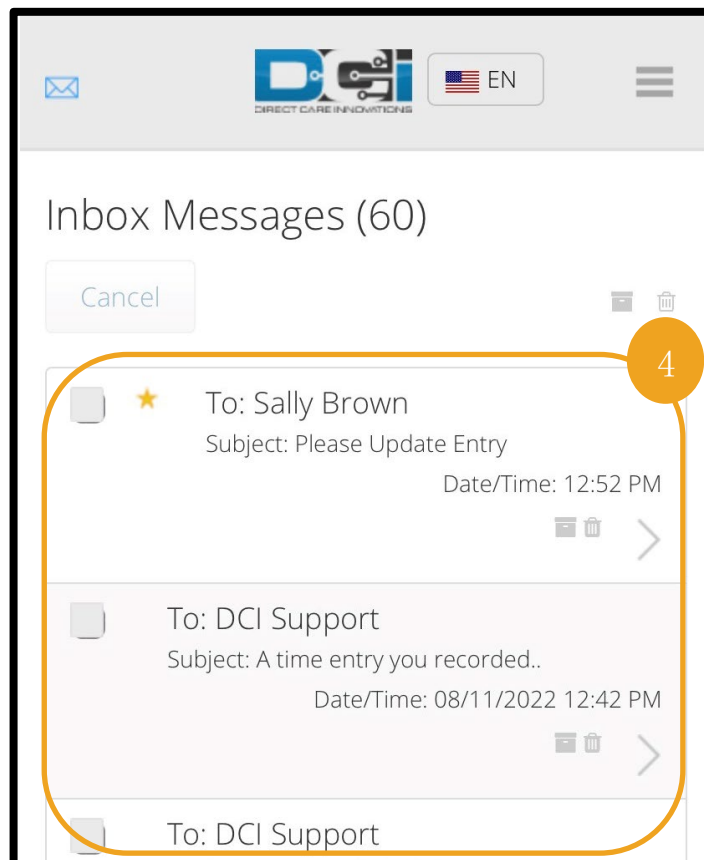 DCi
DIRECT CARE INNOVATIONS
EN
Inbox Messages (60)
Cancel
4
To: Sally Brown
Subject: Please Update Entry
Date/Time: 12:52 PM
To: DCI Support
Subject: A time entry you recorded..
Date/Time: 08/11/2022 12:42 PM
To: DCI Support